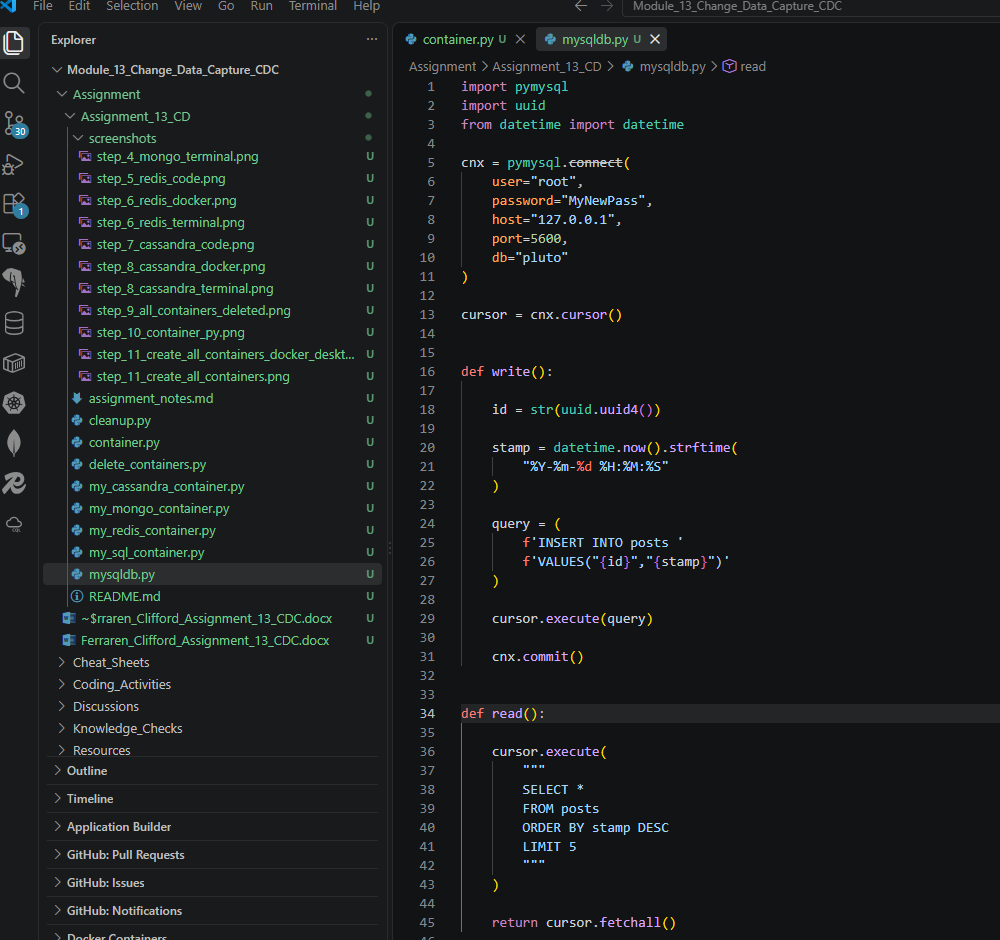 File Edit Selection View Go Run Terminal Help
Module_13_Change_Data_Capture_CDC
Explorer
Module_13_Change_Data_Capture_CDC
Assignment
Assignment_13_CD
screenshots
step_4_mongo_terminal.png U
step_5_redis_code.png U
step_6_redis_docker.png U
step_6_redis_terminal.png U
step_7_cassandra_code.png U
step_8_cassandra_docker.png U
step_8_cassandra_terminal.png U
step_9_all_containers_deleted.png U
step_10_container_py.png U
step_11_create_all_containers_docker_deskt... U
step_11_create_all_containers.png U
assignment_notes.md U
cleanup.py U
container.py U
delete_containers.py U
my_cassandra_container.py U
my_mongo_container.py U
my_redis_container.py U
my_sql_container.py U
mysqldb.py U
README.md U
~$rraren_Clifford_Assignment_13_CDC.docx U
Ferraren_Clifford_Assignment_13_CDC.docx U
Cheat_Sheets
Coding_Activities
Discussions
Knowledge_Checks
Resources
Outline
Timeline
Application Builder
GitHub: Pull Requests
GitHub: Issues
GitHub: Notifications
Docker Containers
30
1
container.py U
mysqldb.py U
Assignment > Assignment_13_CD > mysqldb.py > read
1 import pymysql
2 import uuid
3 from datetime import datetime
4
5 cnx = pymysql.connect(
6 user="root",
7 password="MyNewPass",
8 host="127.0.0.1",
9 port=5600,
10 db="pluto"
11 )
12
13 cursor = cnx.cursor()
14
15
16 def write():
17
18 id = str(uuid.uuid4())
19
20 stamp = datetime.now().strftime(
21 "%Y-%m-%d %H:%M:%S"
22 )
23
24 query = (
25 f'INSERT INTO posts '
26 f'VALUES("{id}","{stamp}")'
27 )
28
29 cursor.execute(query)
30
31 cnx.commit()
32
33
34 def read():
35
36 cursor.execute(
37 """
38 SELECT *
39 FROM posts
40 ORDER BY stamp DESC
41 LIMIT 5
42 """
43 )
44
45 return cursor.fetchall()
46